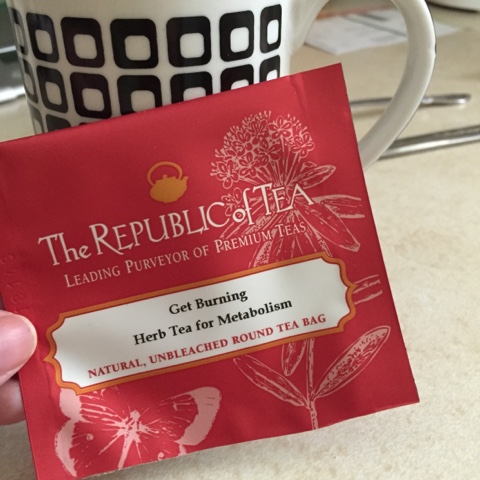 The REPUBLIC of TEA
LEADING PURVEYOR OF PREMIUM TEAS
Get Burning
Herb Tea for Metabolism
NATURAL, UNBLEACHED ROUND TEA BAG